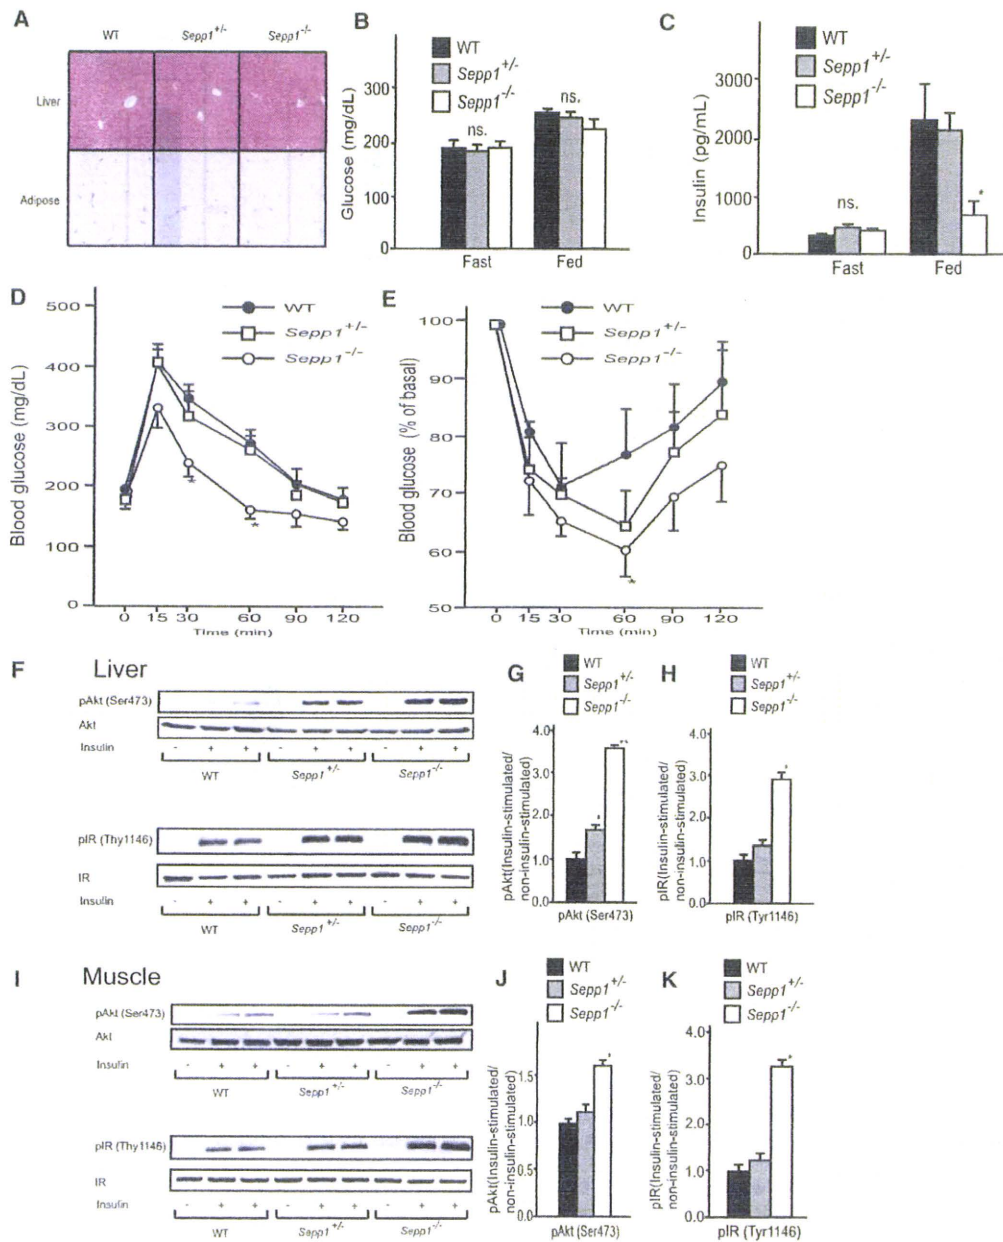 A
WT Sepp1+/- Sepp1-/-
Liver
Adipose
B
WT
Sepp1+/-
Sepp1-/-
Glucose (mg/dL)
300
200
100
0
ns.
ns.
Fast Fed
C
WT
Sepp1+/-
Sepp1-/-
Insulin (pg/mL)
3000
2000
1000
0
ns.
*
Fast Fed
D
WT
Sepp1+/-
Sepp1-/-
Blood glucose (mg/dL)
500
400
300
200
100
0
*
*
0 15 30 60 90 120
Time (min)
E
WT
Sepp1+/-
Sepp1-/-
Blood glucose (% of basal)
100
90
80
70
60
50
*
0 15 30 60 90 120
Time (min)
F Liver
pAkt (Ser473)
Akt
Insulin - + + - + + - + +
WT Sepp1+/- Sepp1-/-
pIR (Thy1146)
IR
Insulin - + + - + + - + +
WT Sepp1+/- Sepp1-/-
G
WT
Sepp1+/-
Sepp1-/-
pAkt(Insulin-stimulated/
non-insulin-stimulated)
4.0
3.0
2.0
1.0
0.0
*
**
pAkt (Ser473)
H
WT
Sepp1+/-
Sepp1-/-
pIR(Insulin-stimulated/
non-insulin-stimulated)
4.0
3.0
2.0
1.0
0.0
*
pIR (Tyr1146)
I Muscle
pAkt (Ser473)
Akt
Insulin - + + - + + - + +
WT Sepp1+/- Sepp1-/-
pIR (Thy1146)
IR
Insulin - + + - + + - + +
WT Sepp1+/- Sepp1-/-
J
WT
Sepp1+/-
Sepp1-/-
pAkt(Insulin-stimulated/
non-insulin-stimulated)
2.0
1.0
0.5
0.0
*
pAkt (Ser473)
K
WT
Sepp1+/-
Sepp1-/-
pIR(Insulin-stimulated/
non-insulin-stimulated)
4.0
3.0
2.0
1.0
0.0
*
pIR (Tyr1146)